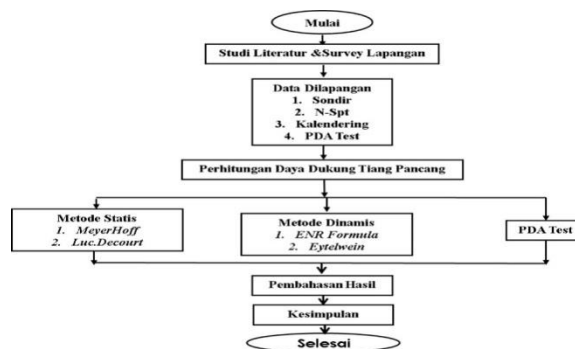 Mulai
Studi Literatur &Survey Lapangan
Data Dilapangan
1. Sondir
2. N-Spt
3. Kalendering
4. PDA Test
Perhitungan Daya Dukung Tiang Pancang
Metode Statis
1. MeyerHoff
2. Luc.Decourt
Metode Dinamis
1. ENR Formula
2. Eytelwein
PDA Test
Pembahasan Hasil
Kesimpulan
Selesai